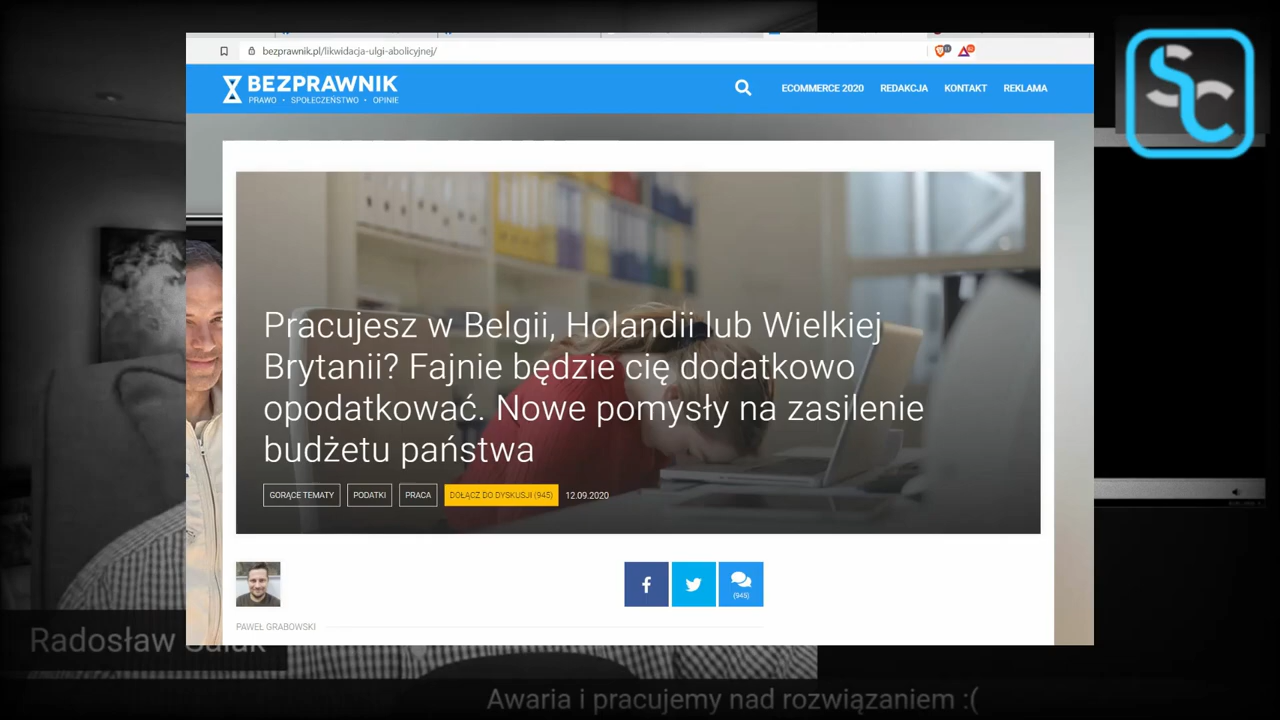 bezprawnik.pl/likwidacja-ulgi-abolicyjnej/
BEZPRAWNIK
PRAWO • SPOŁECZEŃSTWO • OPINIE
ECOMMERCE 2020 REDAKCJA KONTAKT REKLAMA
SC
Pracujesz w Belgii, Holandii lub Wielkiej
Brytanii? Fajnie będzie cię dodatkowo
opodatkować. Nowe pomysły na zasilenie
budżetu państwa
GORĄCE TEMATY PODATKI PRACA DOŁĄCZ DO DYSKUSJI (945) 12.09.2020
(945)
PAWEŁ GRABOWSKI
Radosław
Awaria i pracujemy nad rozwiązaniem :(